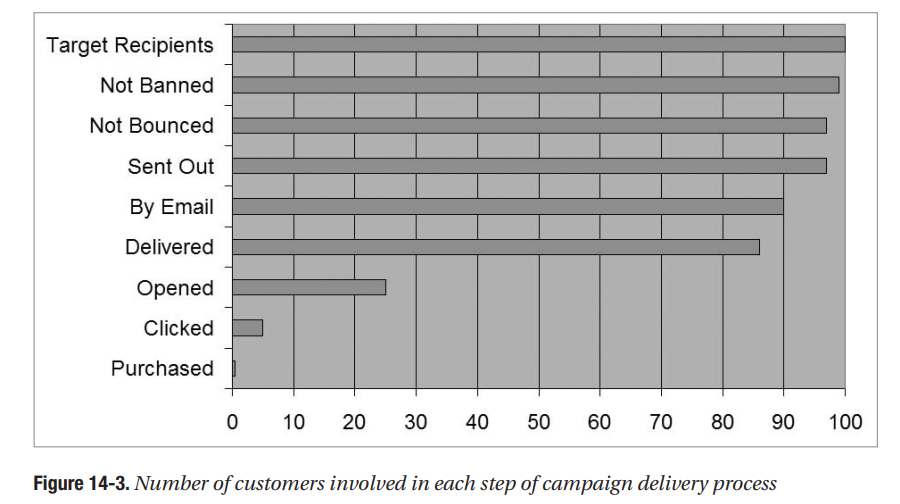 Target Recipients
Not Banned
Not Bounced
Sent Out
By Email
Delivered
Opened
Clicked
Purchased
0 10 20 30 40 50 60 70 80 90 100
Figure 14-3. Number of customers involved in each step of campaign delivery process